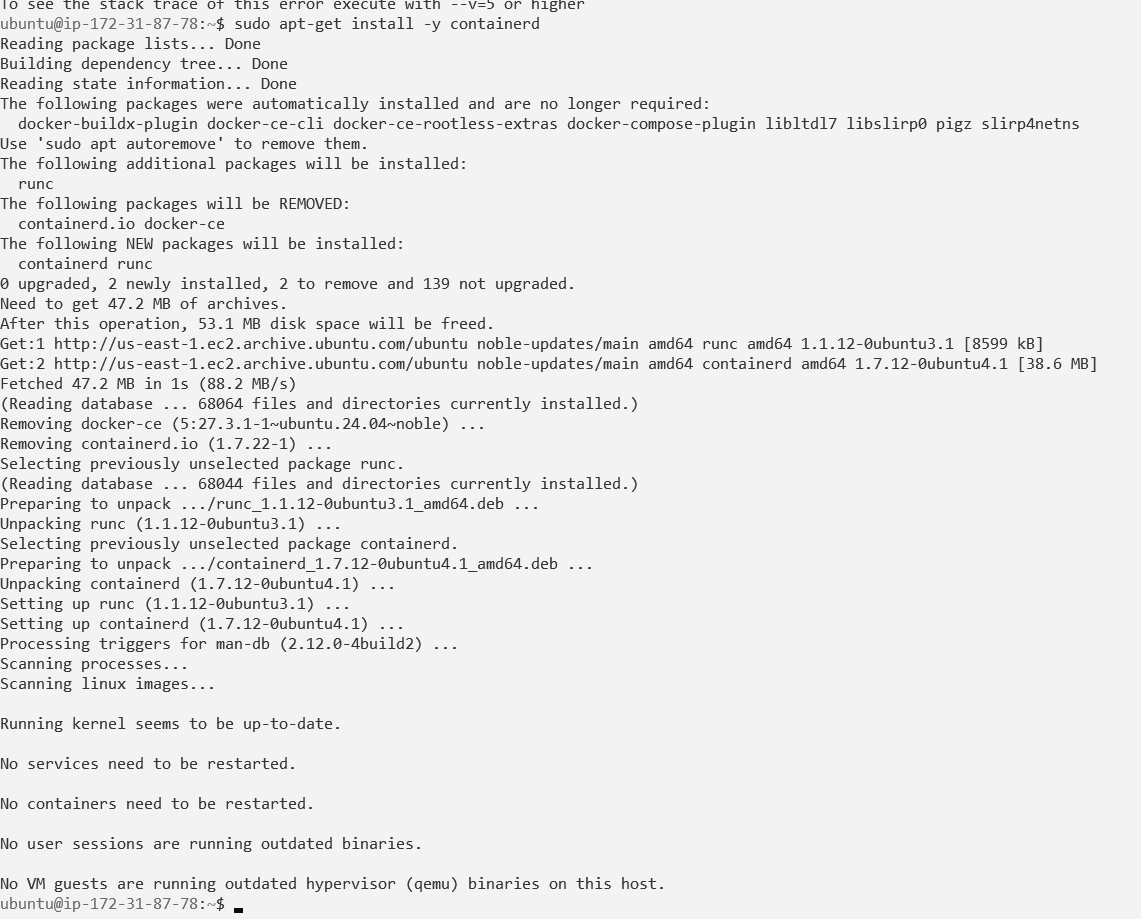 To see the stack trace of this error execute with --v=5 or higher
ubuntu@ip-172-31-87-78:~$ sudo apt-get install -y containerd
Reading package lists... Done
Building dependency tree... Done
Reading state information... Done
The following packages were automatically installed and are no longer required:
  docker-buildx-plugin docker-ce-cli docker-ce-rootless-extras docker-compose-plugin libltdl7 libslirp0 pigz slirp4netns
Use 'sudo apt autoremove' to remove them.
The following additional packages will be installed:
  runc
The following packages will be REMOVED:
  containerd.io docker-ce
The following NEW packages will be installed:
  containerd runc
0 upgraded, 2 newly installed, 2 to remove and 139 not upgraded.
Need to get 47.2 MB of archives.
After this operation, 53.1 MB disk space will be freed.
Get:1 http://us-east-1.ec2.archive.ubuntu.com/ubuntu noble-updates/main amd64 runc amd64 1.1.12-0ubuntu3.1 [8599 kB]
Get:2 http://us-east-1.ec2.archive.ubuntu.com/ubuntu noble-updates/main amd64 containerd amd64 1.7.12-0ubuntu4.1 [38.6 MB]
Fetched 47.2 MB in 1s (88.2 MB/s)
(Reading database ... 68064 files and directories currently installed.)
Removing docker-ce (5:27.3.1-1~ubuntu.24.04~noble) ...
Removing containerd.io (1.7.22-1) ...
Selecting previously unselected package runc.
(Reading database ... 68044 files and directories currently installed.)
Preparing to unpack .../runc_1.1.12-0ubuntu3.1_amd64.deb ...
Unpacking runc (1.1.12-0ubuntu3.1) ...
Selecting previously unselected package containerd.
Preparing to unpack .../containerd_1.7.12-0ubuntu4.1_amd64.deb ...
Unpacking containerd (1.7.12-0ubuntu4.1) ...
Setting up runc (1.1.12-0ubuntu3.1) ...
Setting up containerd (1.7.12-0ubuntu4.1) ...
Processing triggers for man-db (2.12.0-4build2) ...
Scanning processes...
Scanning linux images...

Running kernel seems to be up-to-date.

No services need to be restarted.

No containers need to be restarted.

No user sessions are running outdated binaries.

No VM guests are running outdated hypervisor (qemu) binaries on this host.
ubuntu@ip-172-31-87-78:~$